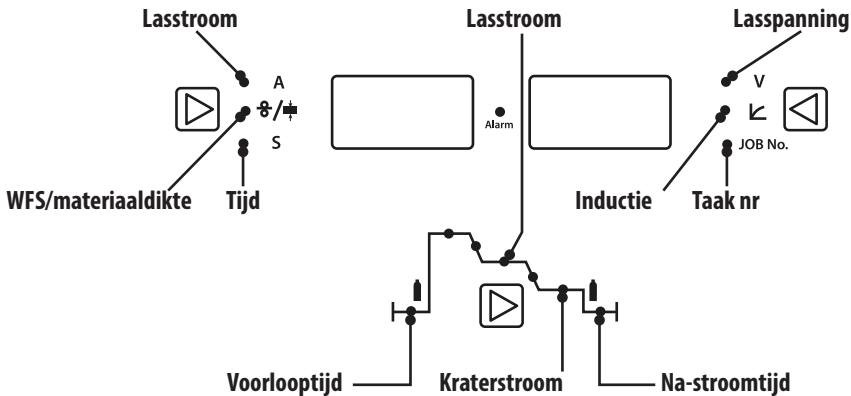 Lasstroom Lasstroom Lasspanning
A V
Alarm
S JOB No.
WFS/materiaaldikte Tijd Inductie Taak nr
Voorlooptijd Kraterstroom Na-stroomtijd